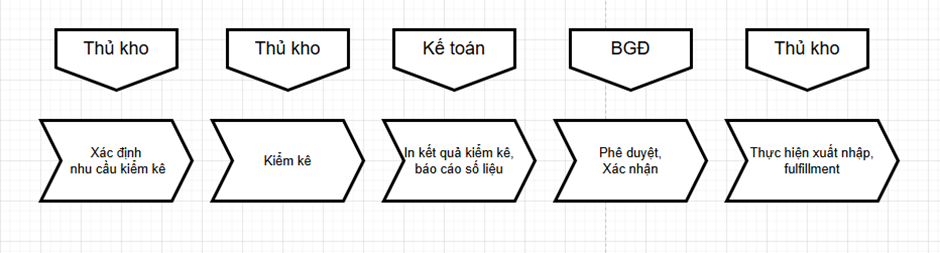 Thủ kho
Thủ kho
Kế toán
BGĐ
Thủ kho
Xác định
nhu cầu kiểm kê
Kiểm kê
In kết quả kiểm kê,
báo cáo số liệu
Phê duyệt,
Xác nhận
Thực hiện xuất nhập,
fulfillment